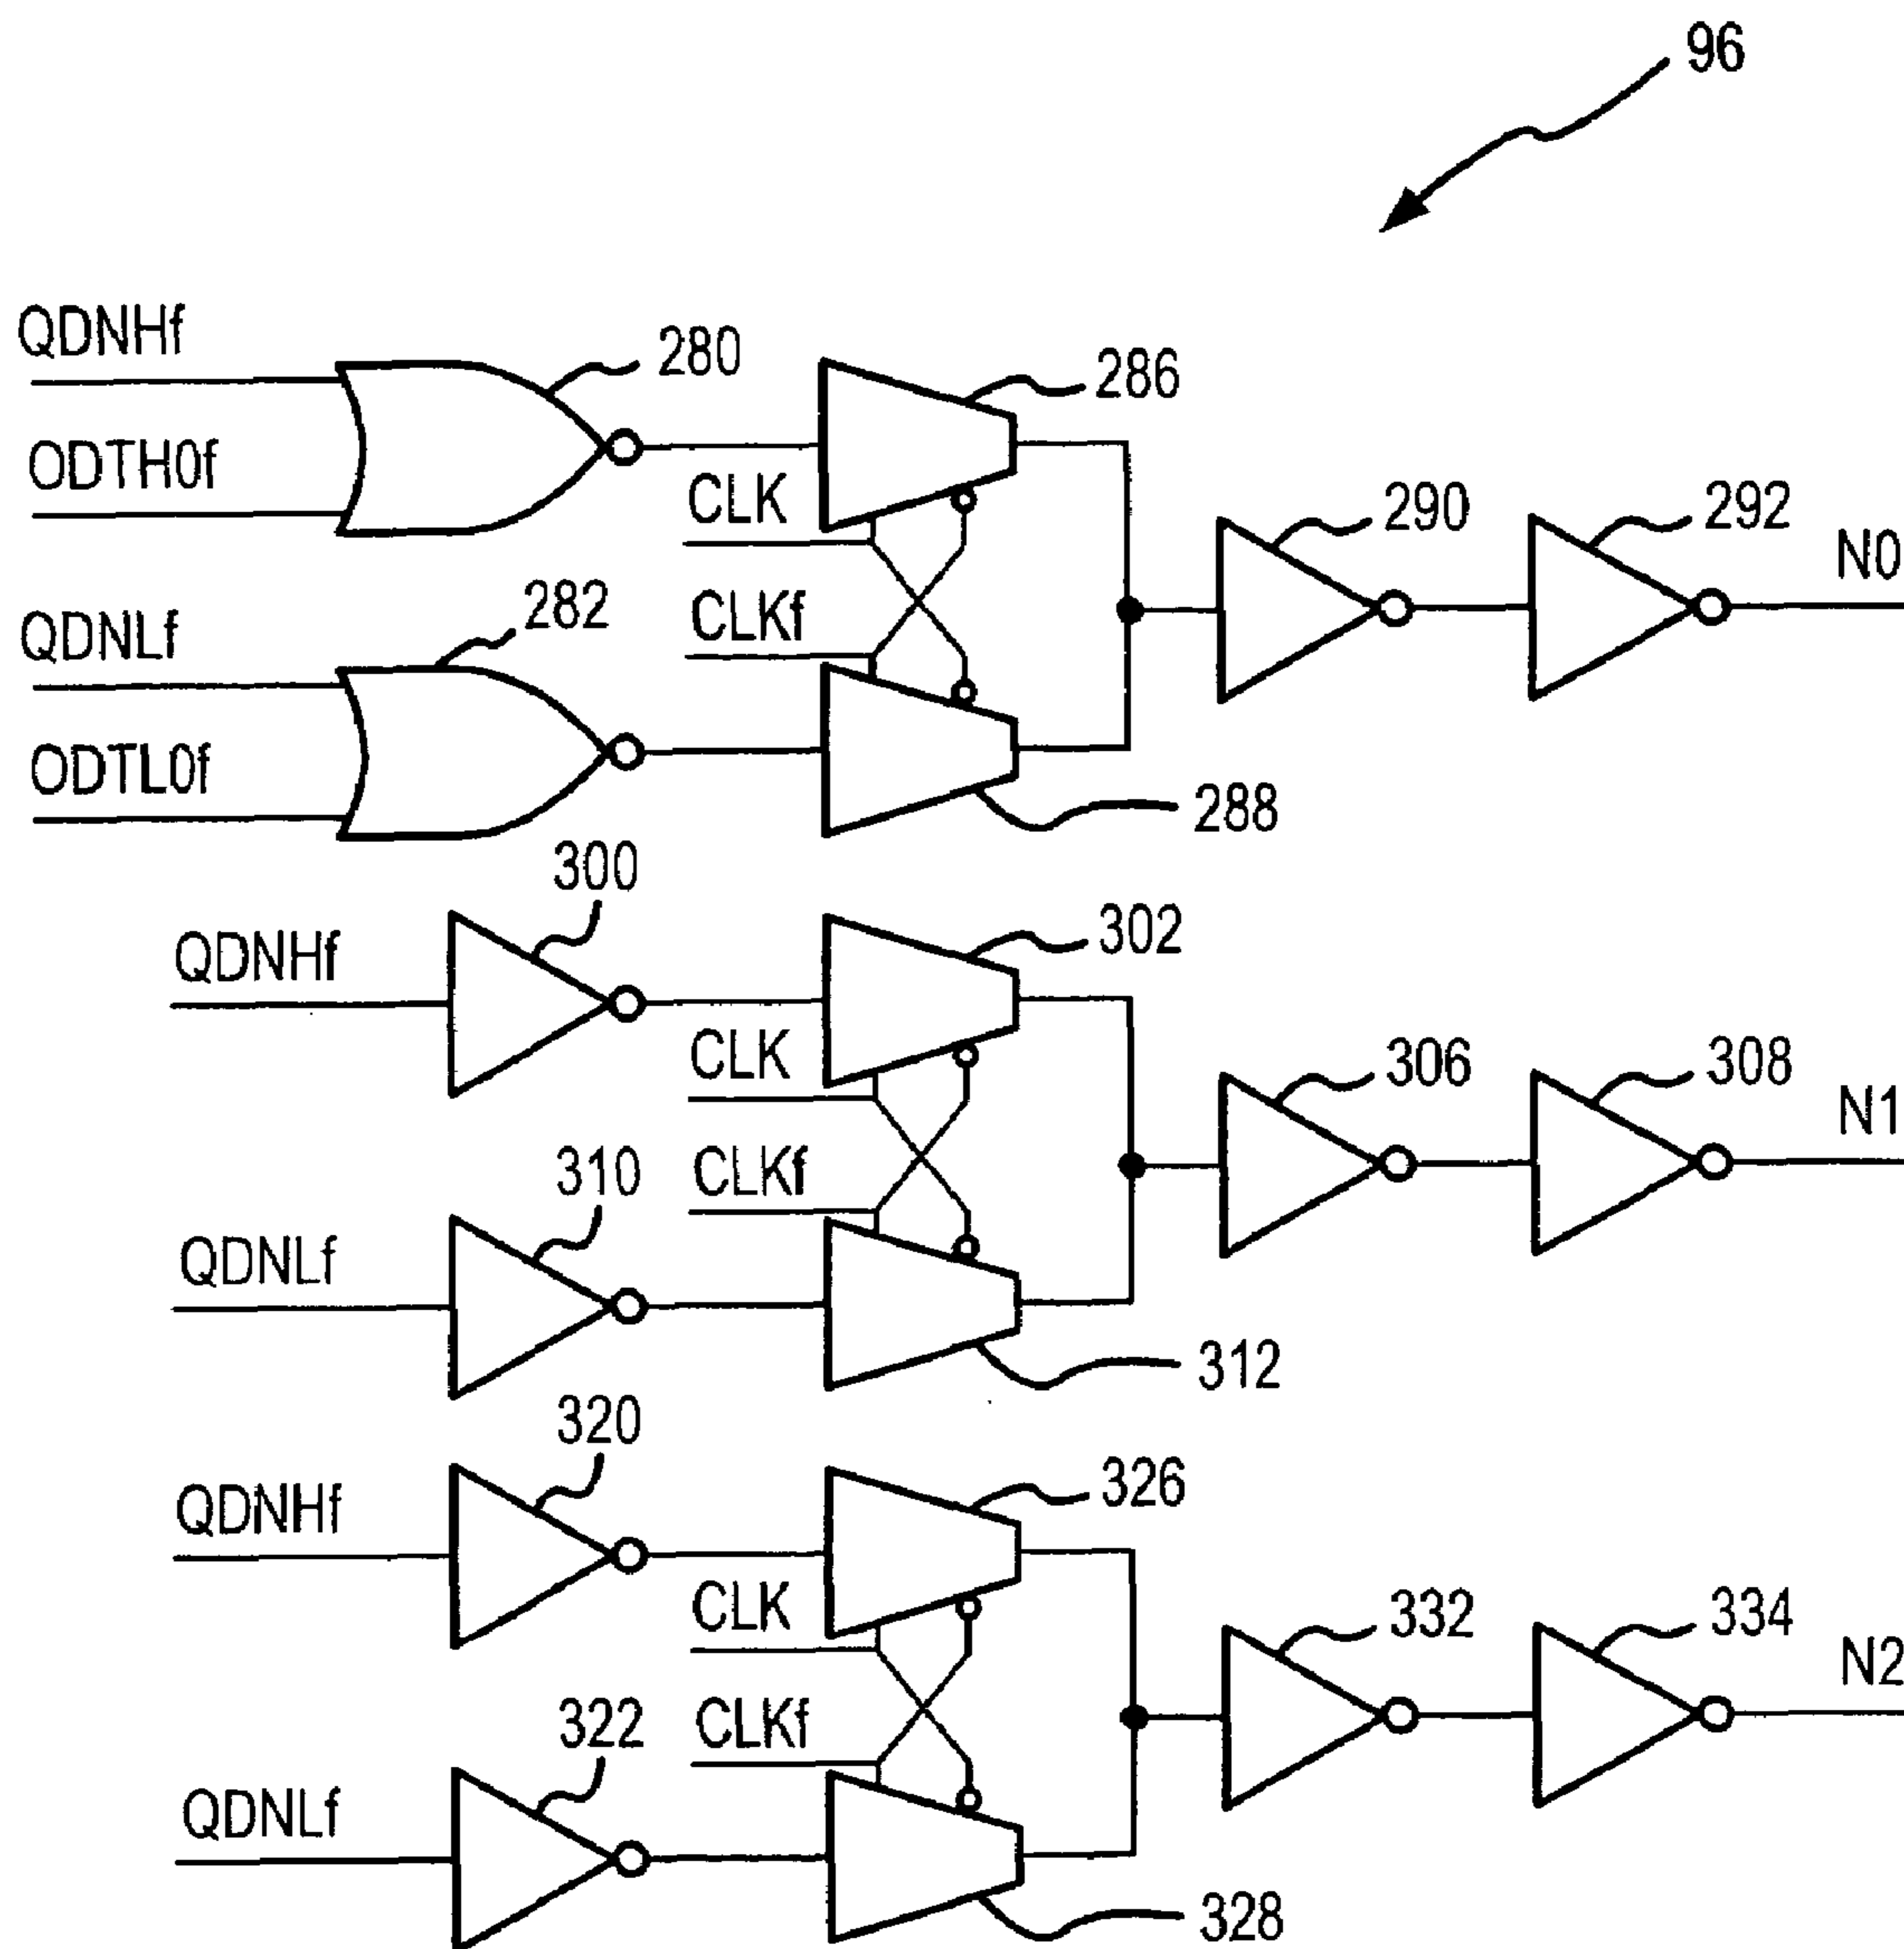 96
QDNHf
280
286
ODTH0f
CLK
290
292
N0
QDNLf
282
CLKf
ODTL0f
288
300
302
QDNHf
CLK
306
308
N1
310
CLKf
QDNLf
312
320
326
QDNHf
CLK
332
334
N2
322
CLKf
QDNLf
328